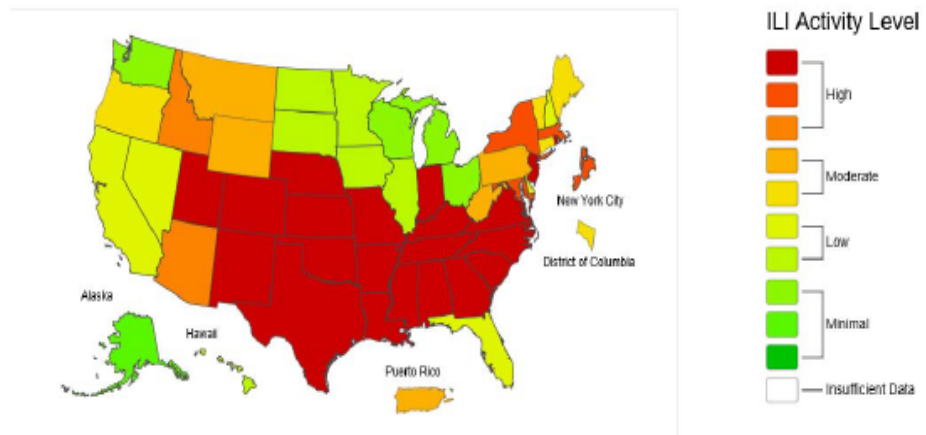 ILI Activity Level
High
Moderate
Low
Minimal
Insufficient Data
New York City
District of Columbia
Alaska
Hawaii
Puerto Rico